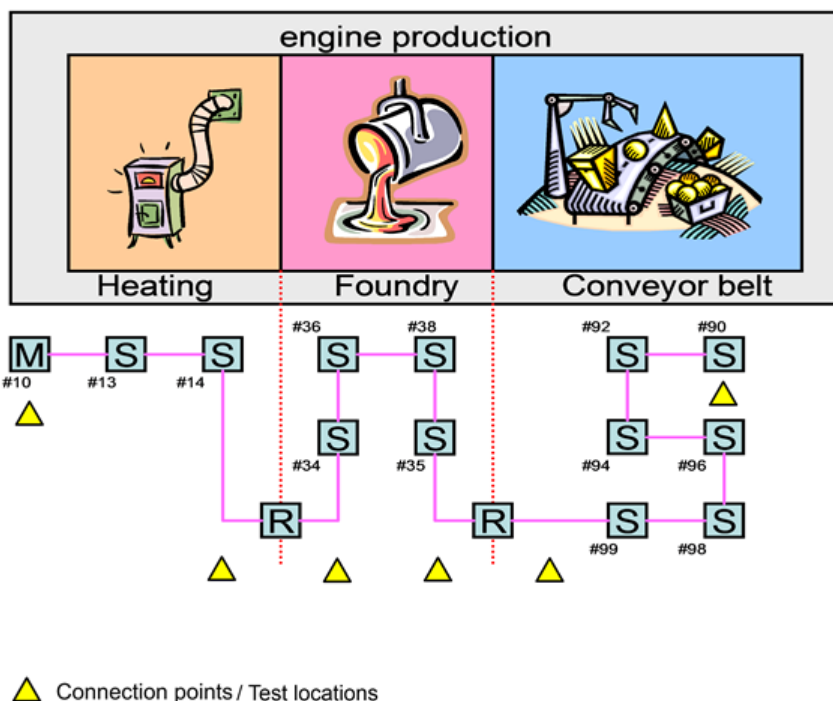 engine production
Heating Foundry Conveyor belt
#36 #38 #92 #90
M S S S S S S
#10 #13 #14
S S S S
#34 #35 #94 #96
R R S S
#99 #98
Connection points / Test locations